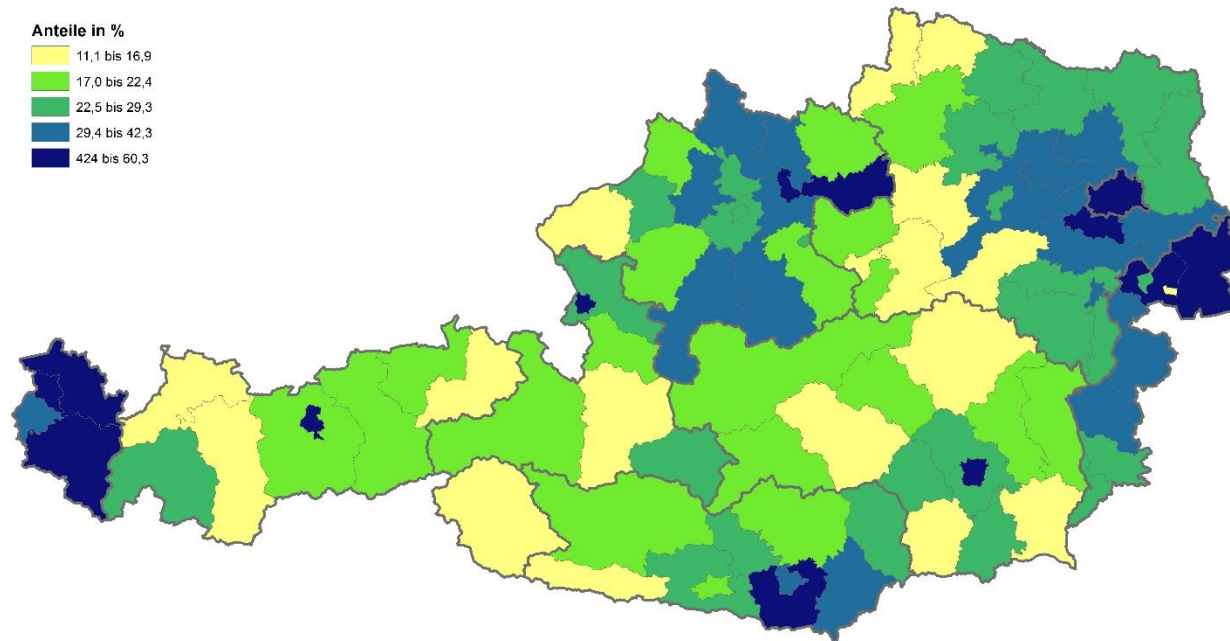 Anteile in %
11,1 bis 16,9
17,0 bis 22,4
22,5 bis 29,3
29,4 bis 42,3
424 bis 60,3